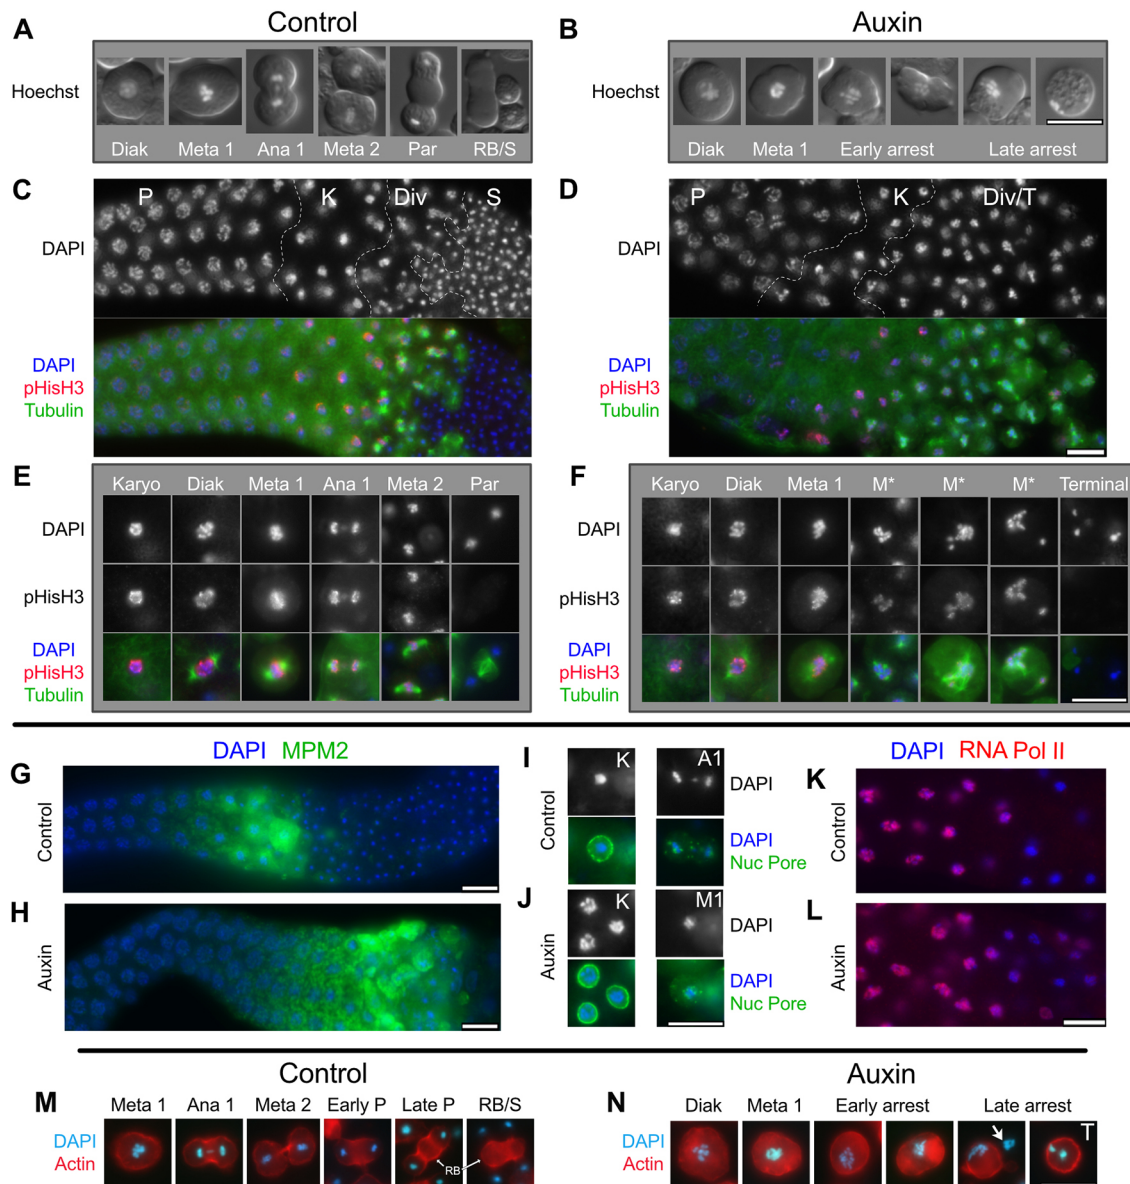 Control
Auxin
A
B
Hoechst
Diak Meta 1 Ana 1 Meta 2 Par RB/S
Hoechst
Diak Meta 1 Early arrest Late arrest
C
P K Div S
DAPI
DAPI
pHisH3
Tubulin
D
P K Div/T
DAPI
DAPI
pHisH3
Tubulin
E
Karyo Diak Meta 1 Ana 1 Meta 2 Par
DAPI
pHisH3
DAPI
pHisH3
Tubulin
F
Karyo Diak Meta 1 M* M* M* Terminal
DAPI
pHisH3
DAPI
pHisH3
Tubulin
DAPI MPM2
G
Control
H
Auxin
I
Control
K A1
DAPI
DAPI
Nuc Pore
J
Auxin
K M1
DAPI
DAPI
Nuc Pore
DAPI RNA Pol II
K
Control
L
Auxin
Control
M
Meta 1 Ana 1 Meta 2 Early P Late P RB/S
DAPI
Actin
RB
Auxin
N
Diak Meta 1 Early arrest Late arrest
DAPI
Actin
T